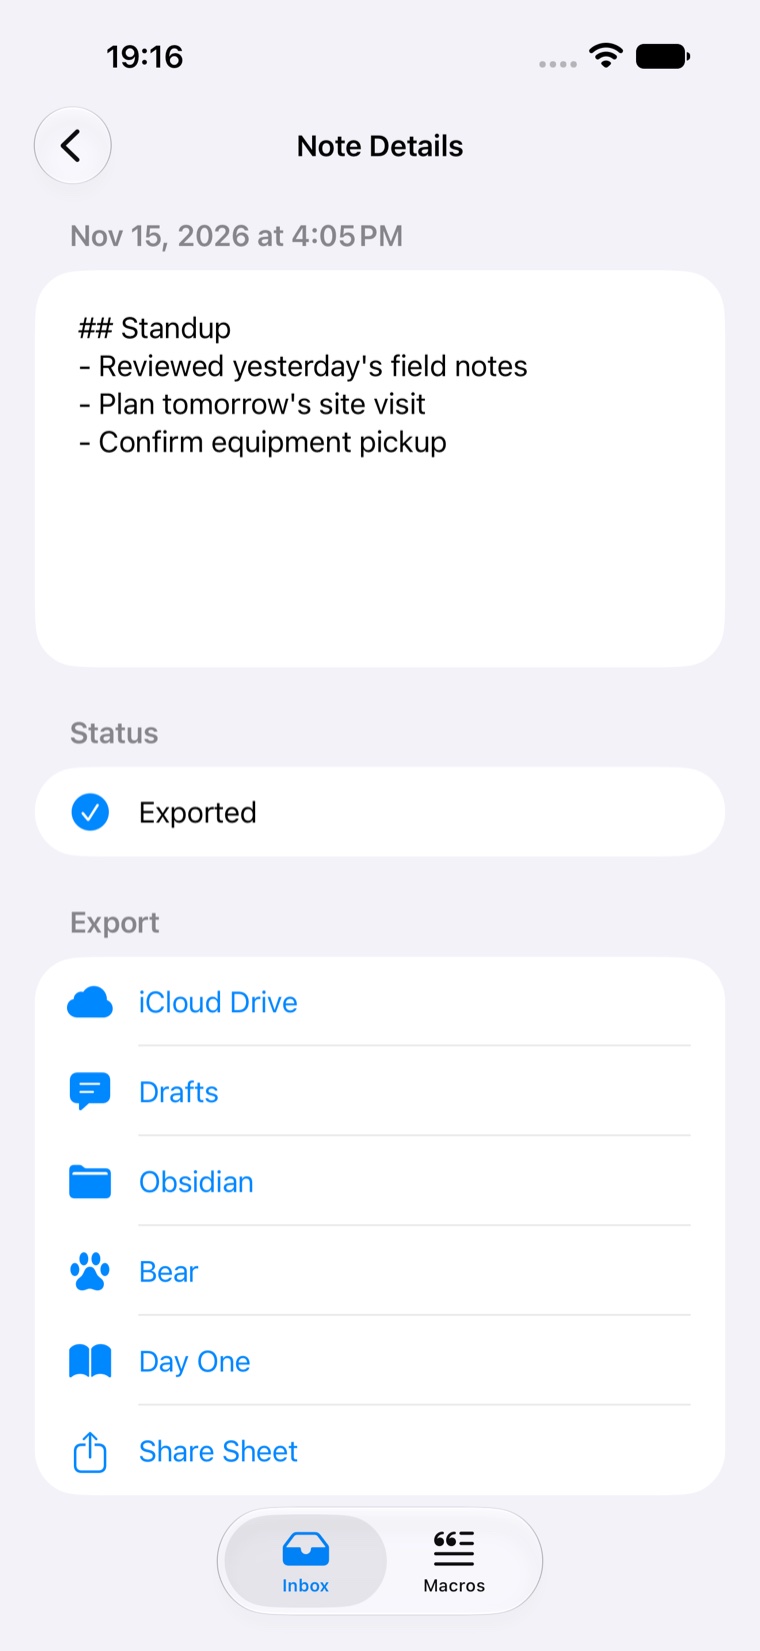 19:16
Note Details
Nov 15, 2026 at 4:05 PM
## Standup
- Reviewed yesterday's field notes
- Plan tomorrow's site visit
- Confirm equipment pickup
Status
Exported
Export
iCloud Drive
Drafts
Obsidian
Bear
Day One
Share Sheet
Inbox
Macros